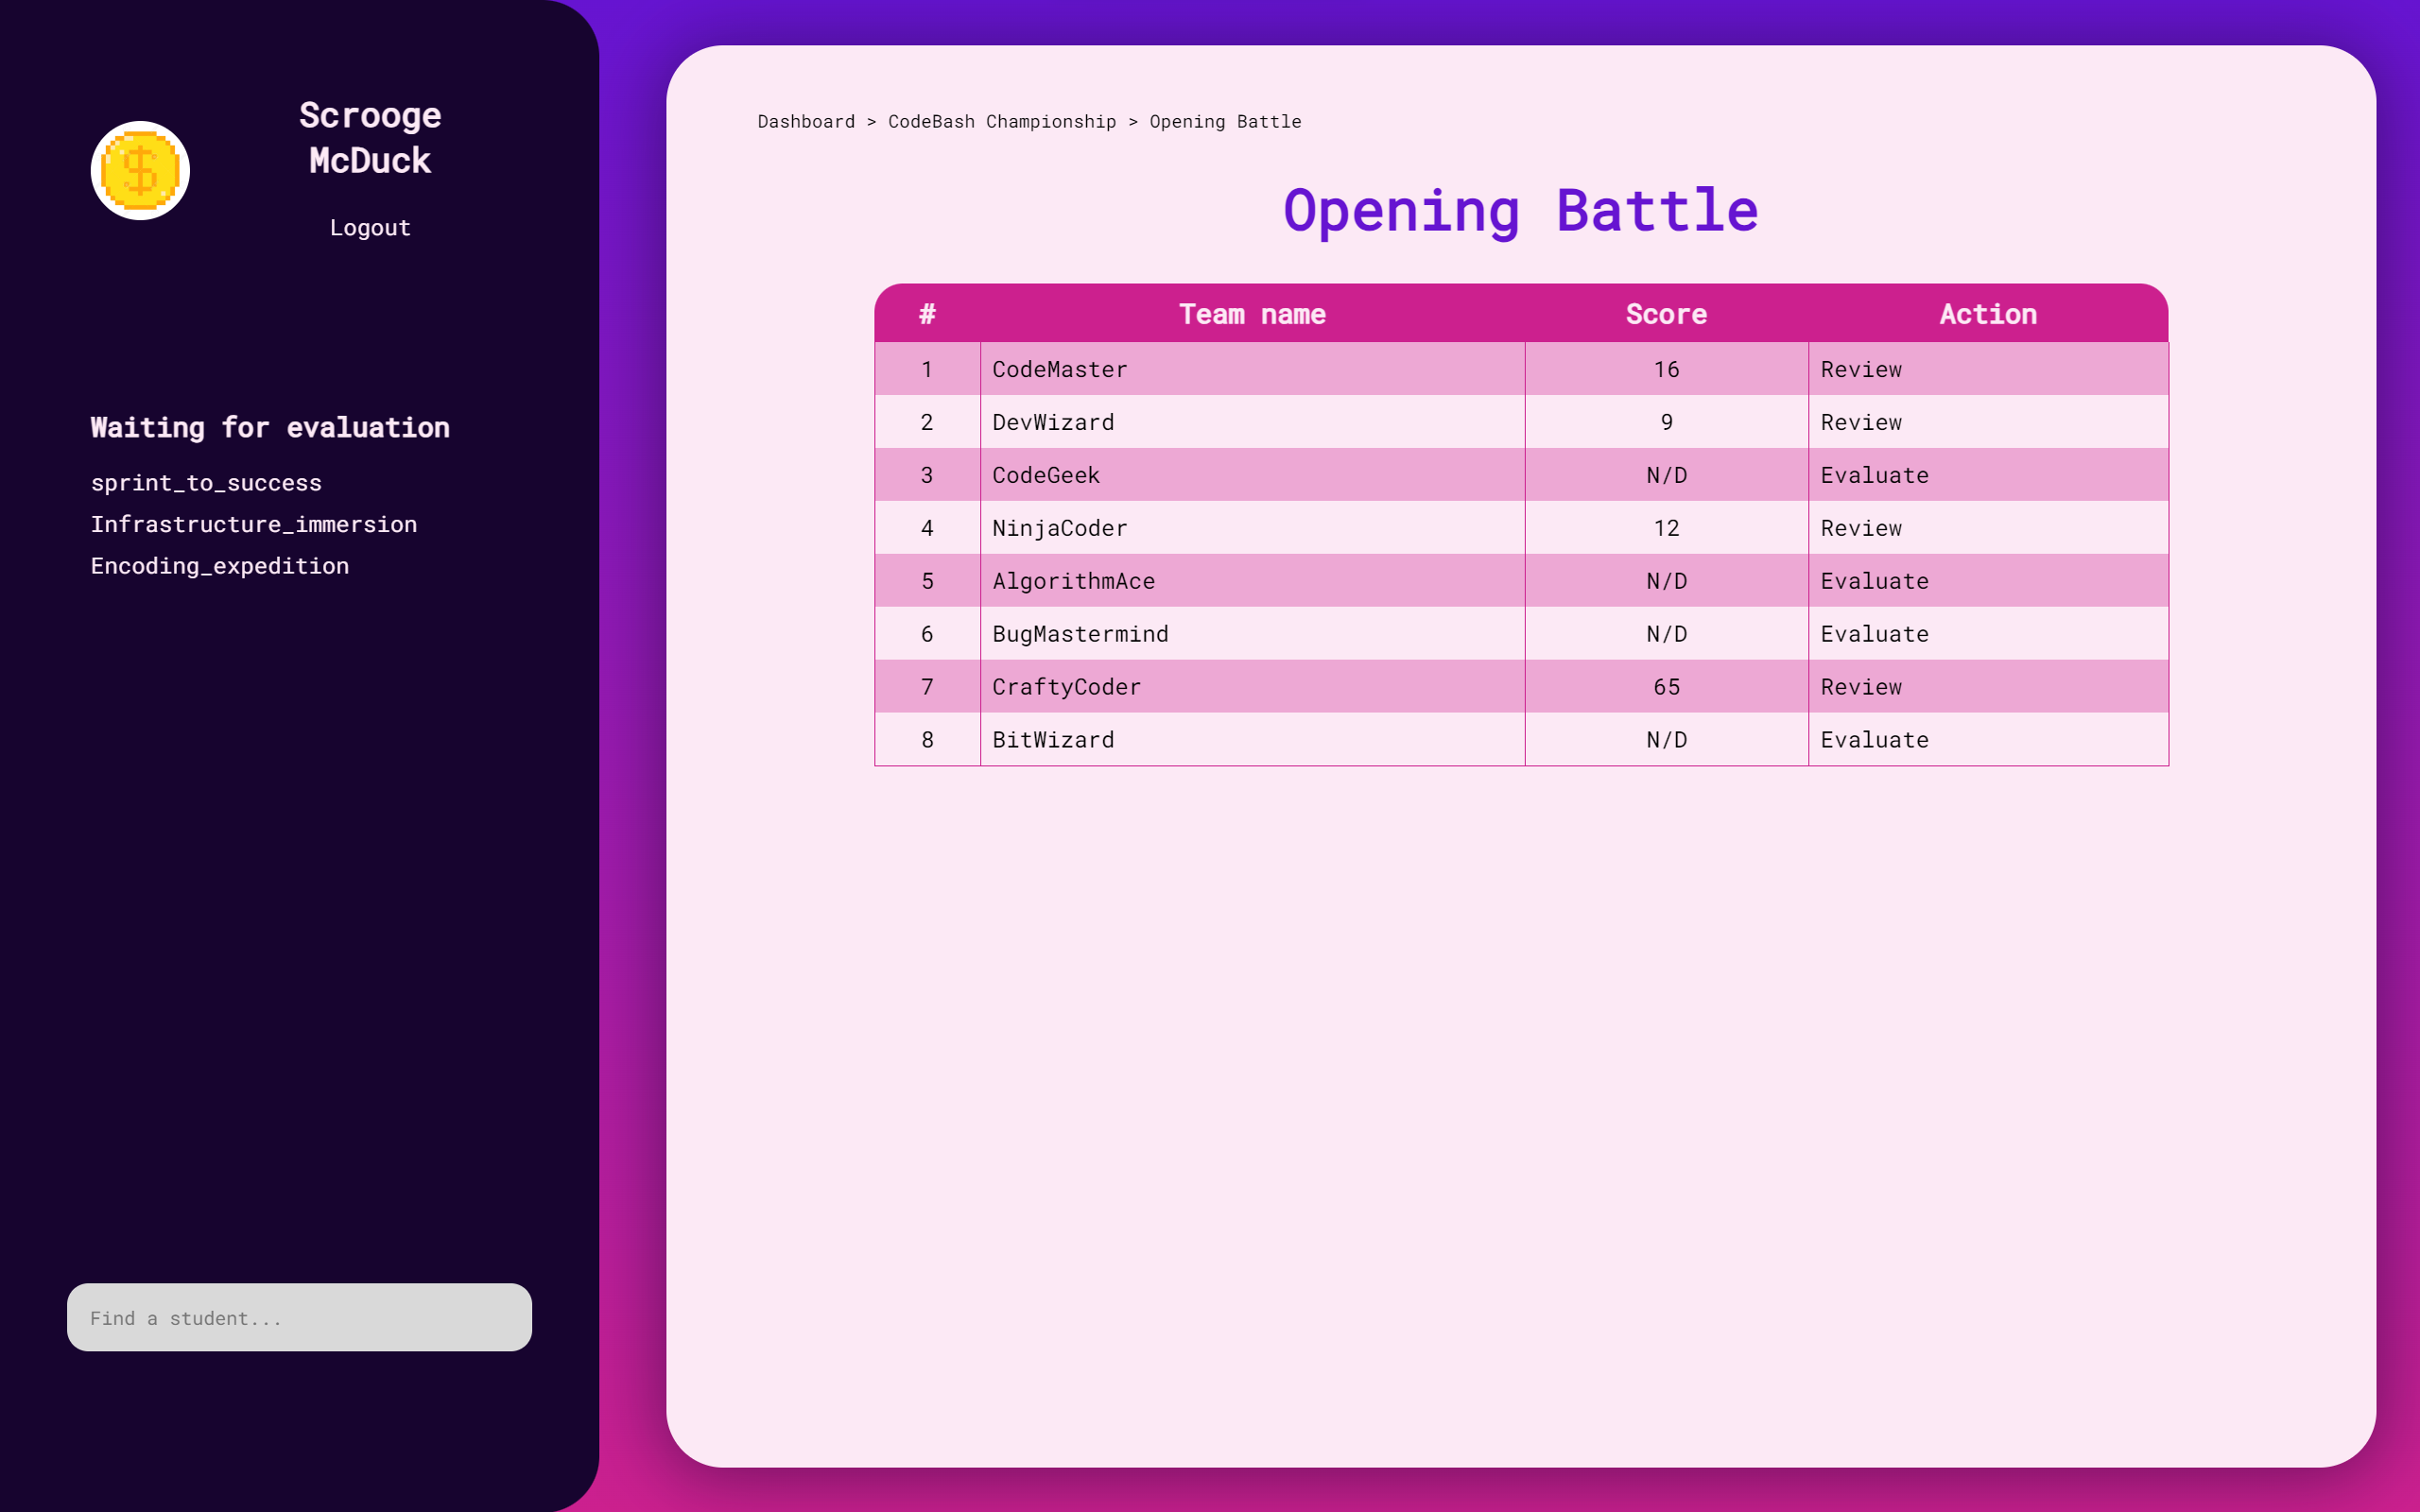 Scrooge
McDuck
Logout
Waiting for evaluation
sprint_to_success
Infrastructure_immersion
Encoding_expedition
Find a student...
Dashboard > CodeBash Championship > Opening Battle
Opening Battle
# Team name Score Action
1 CodeMaster 16 Review
2 DevWizard 9 Review
3 CodeGeek N/D Evaluate
4 NinjaCoder 12 Review
5 AlgorithmAce N/D Evaluate
6 BugMastermind N/D Evaluate
7 CraftyCoder 65 Review
8 BitWizard N/D Evaluate